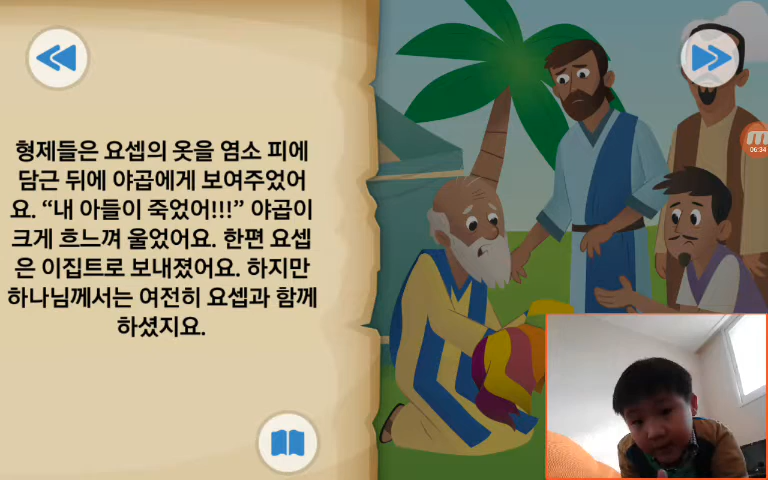 형제들은 요셉의 옷을 염소 피에
담근 뒤에 야곱에게 보여주었어
요. “내 아들이 죽었어!!!” 야곱이
크게 흐느껴 울었어요. 한편 요셉
은 이집트로 보내졌어요. 하지만
하나님께서는 여전히 요셉과 함께
하셨지요.
06:34